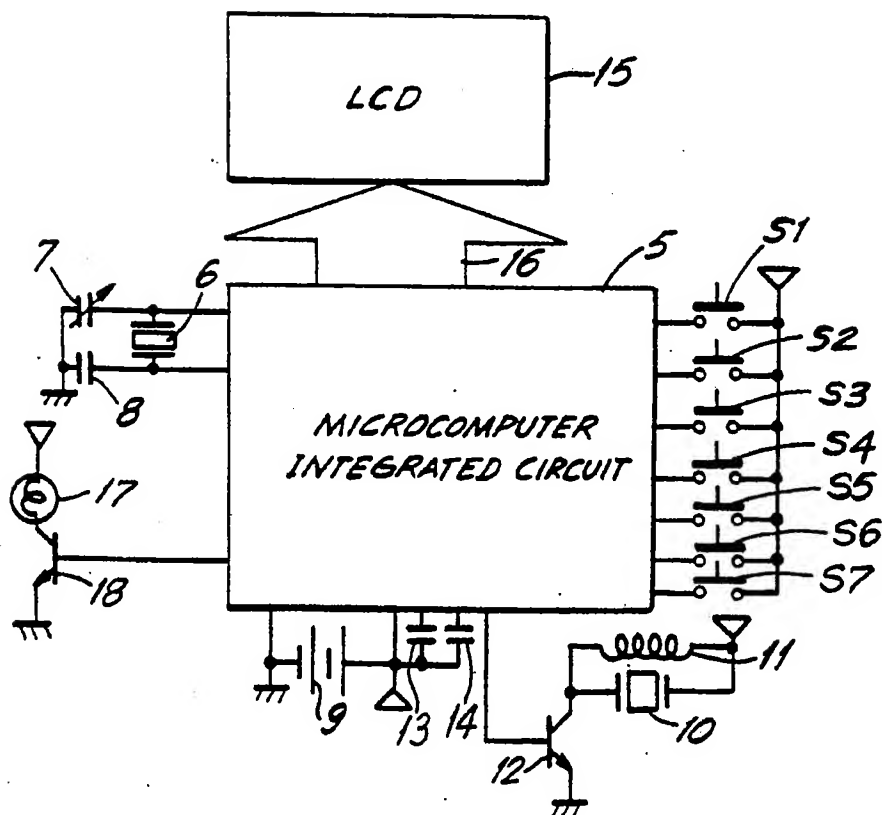 LCD
15
16
5
S1
7
6
S2
8
S3
MICROCOMPUTER
INTEGRATED CIRCUIT
S4
17
S5
S6
18
S7
9
13
14
11
10
12